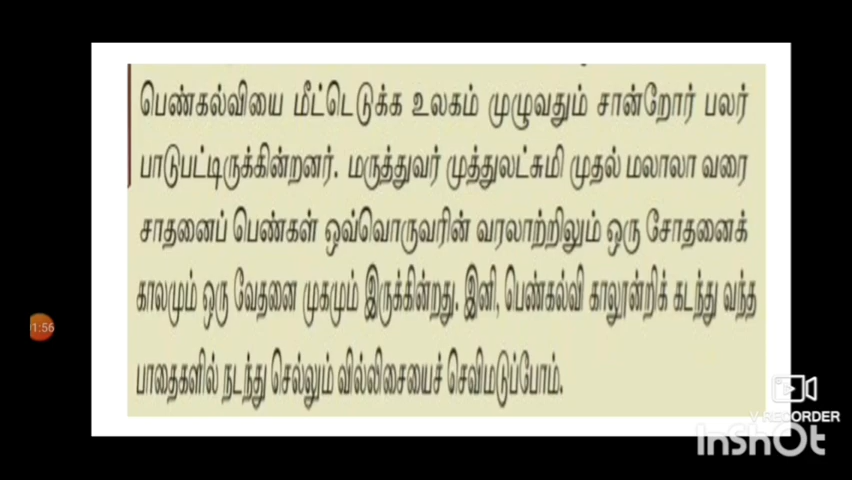 பெண்கல்வியை மீட்டெடுக்க உலகம் முழுவதும் சான்றோர் பலர்
பாடுபட்டிருக்கின்றனர். மருத்துவர் முத்துலட்சுமி முதல் மலாலா வரை
சாதனைப் பெண்கள் ஒவ்வொருவரின் வரலாற்றிலும் ஒரு சோதனைக்
காலமும் ஒரு வேதனை முகமும் இருக்கின்றது. இனி, பெண்கல்வி காலூன்றிக் கடந்து வந்த
பாதைகளில் நடந்து செல்லும் வில்லிசையைச் செவிமடுப்போம்.
1:56
V-RECORDER
InShOt